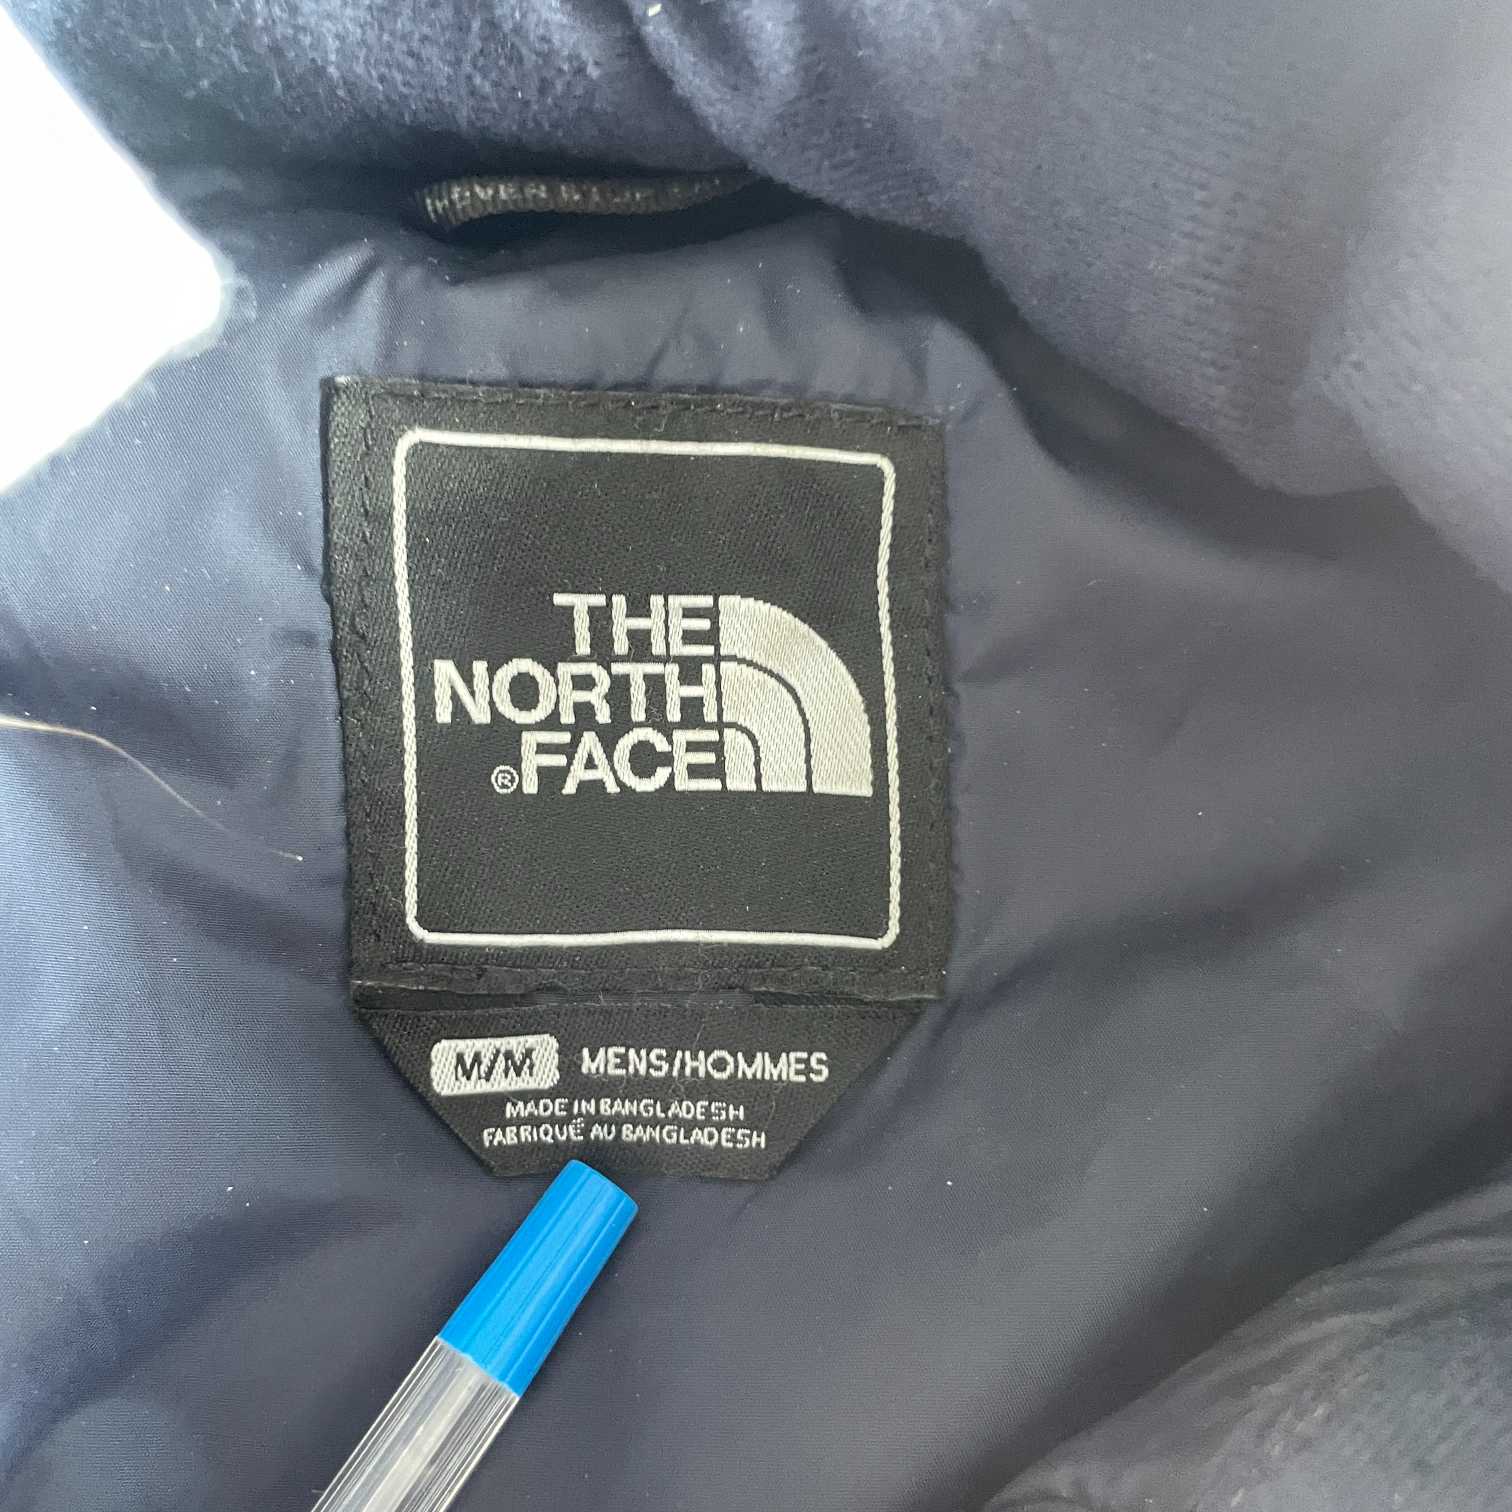 THE
NORTH
®FACE
M/M MENS/HOMMES
MADE IN BANGLADESH
FABRIQUÉ AU BANGLADESH